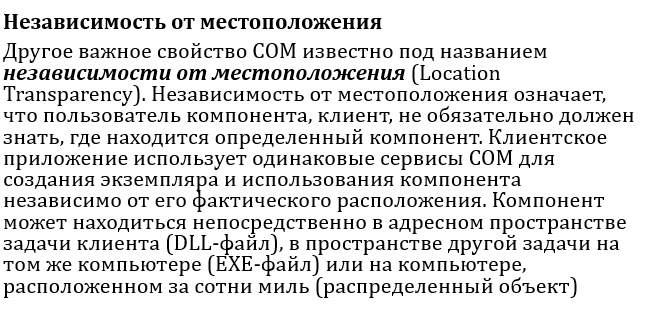 Независимость от местоположения
Другое важное свойство COM известно под названием
независимости от местоположения (Location
Transparency). Независимость от местоположения означает,
что пользователь компонента, клиент, не обязательно должен
знать, где находится определенный компонент. Клиентское
приложение использует одинаковые сервисы COM для
создания экземпляра и использования компонента
независимо от его фактического расположения. Компонент
может находиться непосредственно в адресном пространстве
задачи клиента (DLL-файл), в пространстве другой задачи на
том же компьютере (EXE-файл) или на компьютере,
расположенном за сотни миль (распределенный объект)